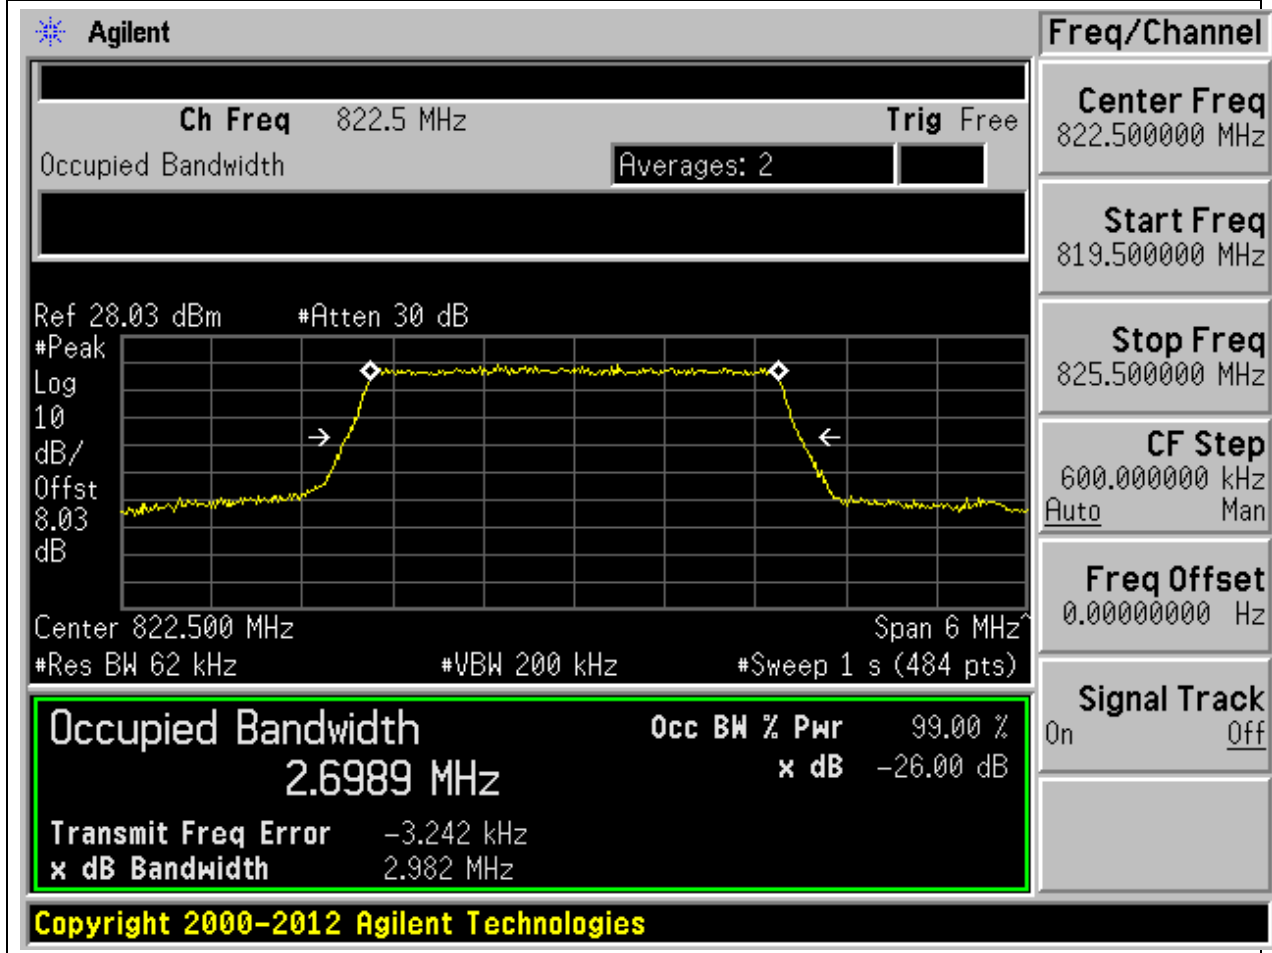 Agilent
Freq/Channel
Ch Freq 822.5 MHz Trig Free
Occupied Bandwidth Averages: 2
Center Freq
822.500000 MHz
Start Freq
819.500000 MHz
Stop Freq
825.500000 MHz
CF Step
600.000000 kHz
Auto Man
Freq Offset
0.00000000 Hz
Signal Track
On Off
Ref 28.03 dBm #Atten 30 dB
#Peak
Log
10
dB/
Offst
8.03
dB
Center 822.500 MHz Span 6 MHz^
#Res BW 62 kHz #VBW 200 kHz #Sweep 1 s (484 pts)
Occupied Bandwidth Occ BW % Pwr 99.00 %
2.6989 MHz x dB -26.00 dB
Transmit Freq Error -3.242 kHz
x dB Bandwidth 2.982 MHz
Copyright 2000-2012 Agilent Technologies